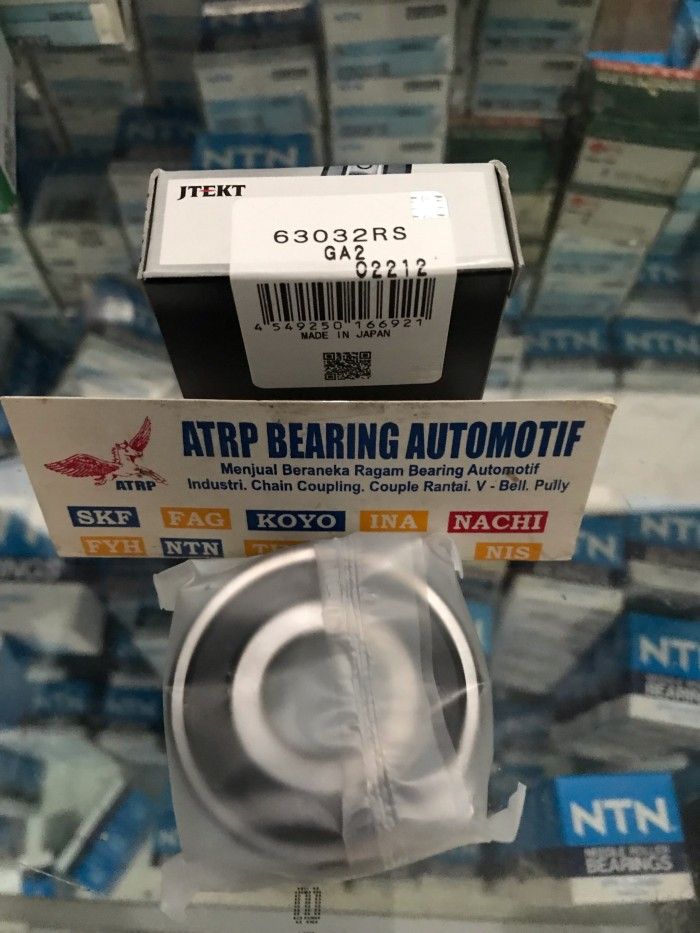 NTN
JTEKT
63032RS
GA2
02212
4 549250 166921
MADE IN JAPAN
ATRP BEARING AUTOMOTIF
Menjual Beraneka Ragam Bearing Automotif
Industri. Chain Coupling. Couple Rantai. V - Bell. Pully
ATRP
SKF FAG KOYO INA NACHI
FYH NTN NIS
NTN
NTN
BEARINGS